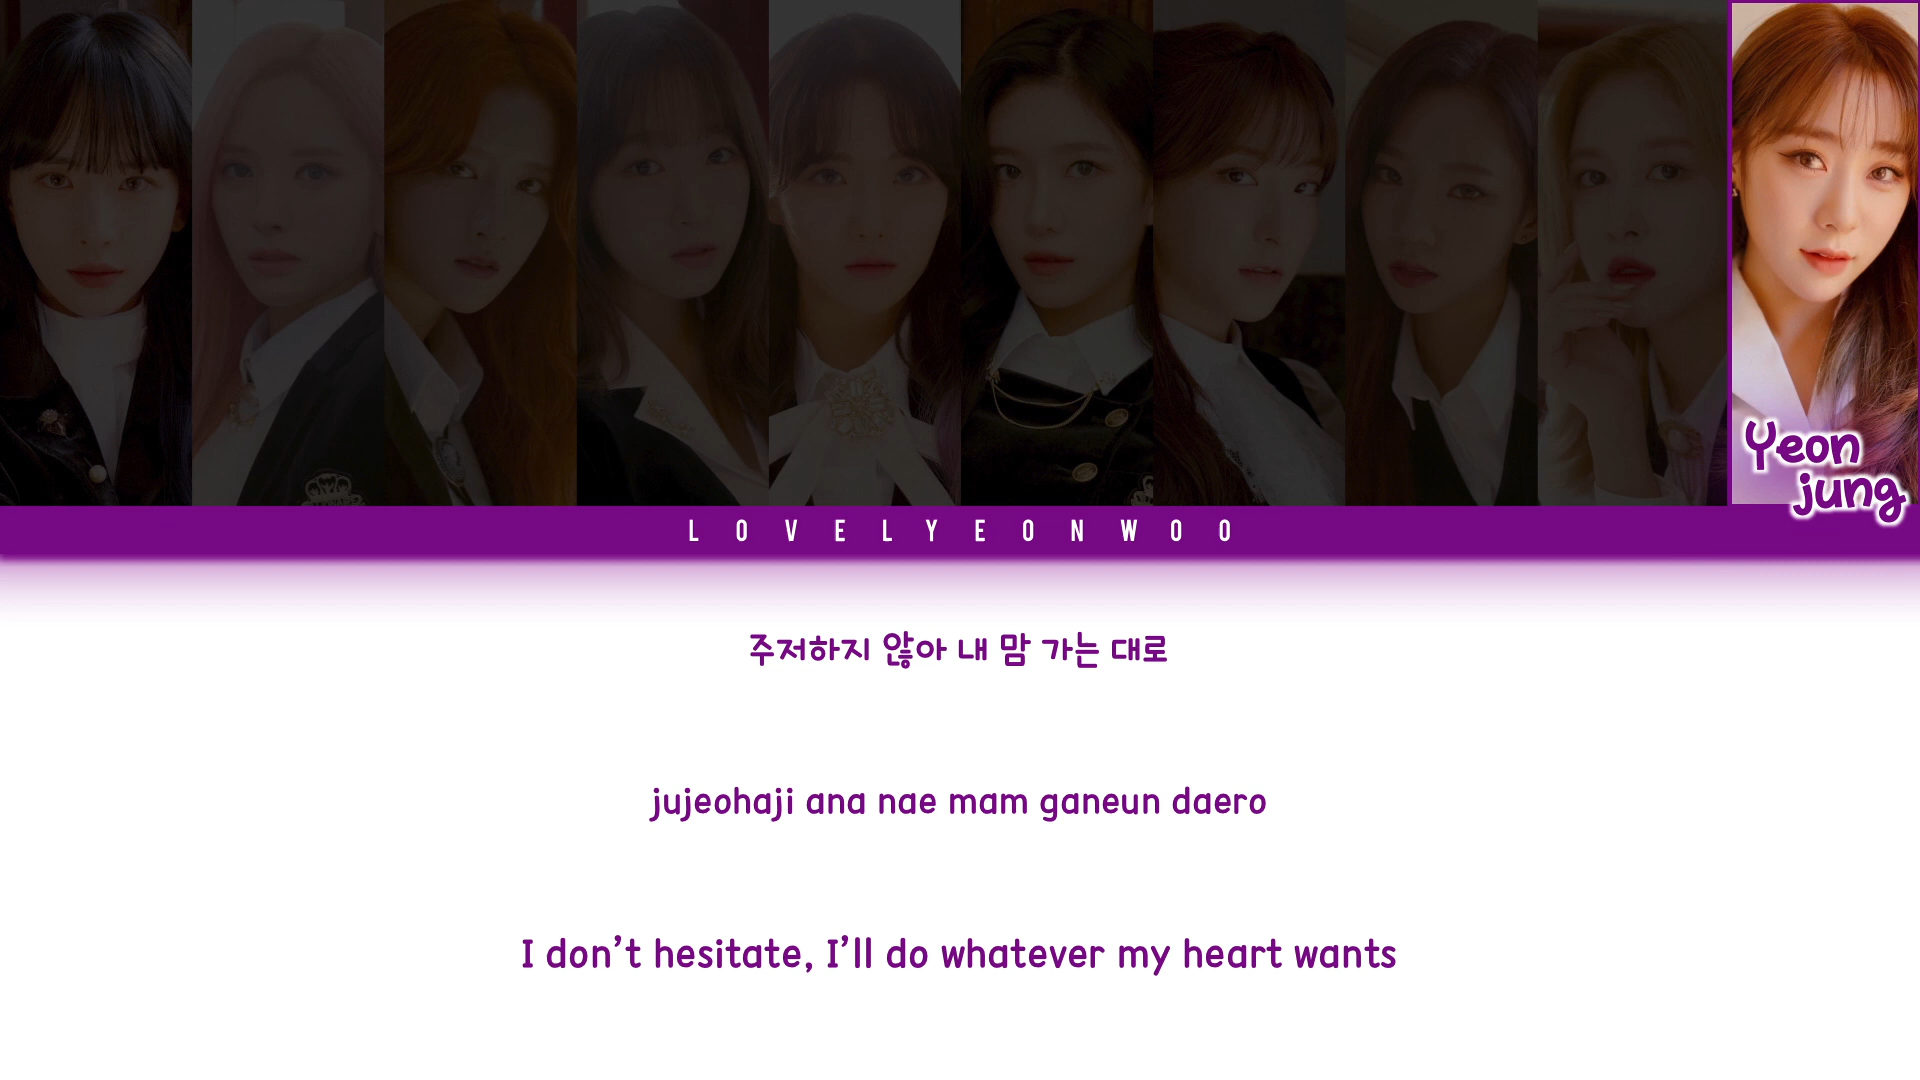 Yeon
jung
LOVELYEONWOO
주저하지 않아 내 맘 가는 대로
jujeohaji ana nae mam ganeun daero
I don't hesitate, I'll do whatever my heart wants